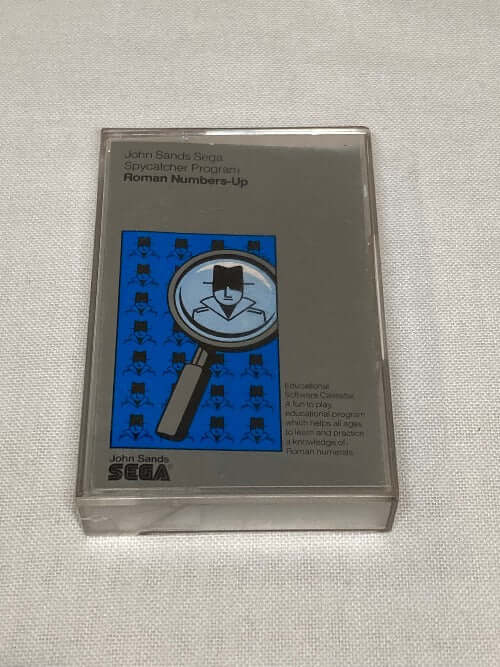 John Sands Sega
Spycatcher Program
Roman Numbers-Up
Educational
Software Calendar,
a fun to play,
educational program
which helps all ages
to learn and practice
a knowledge of
Roman numerals.
John Sands
SEGA